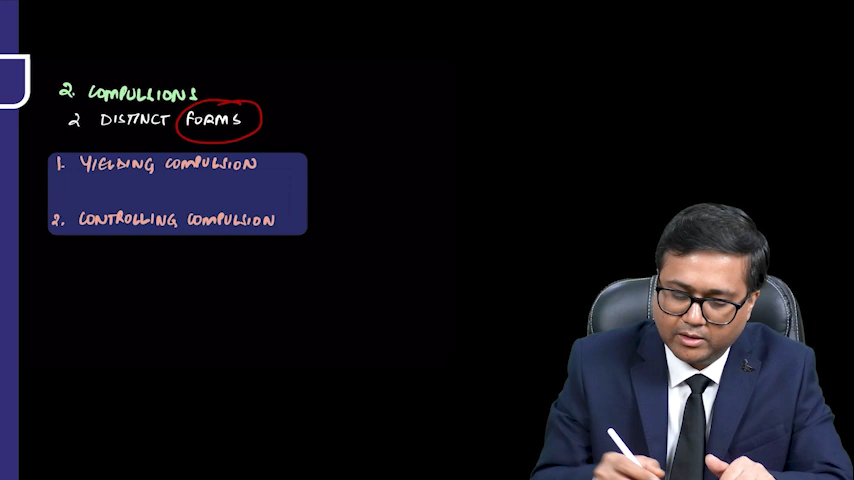 2. COMPULSIONS
2 DISTINCT FORMS
1. YIELDING COMPULSION
2. CONTROLLING COMPULSION